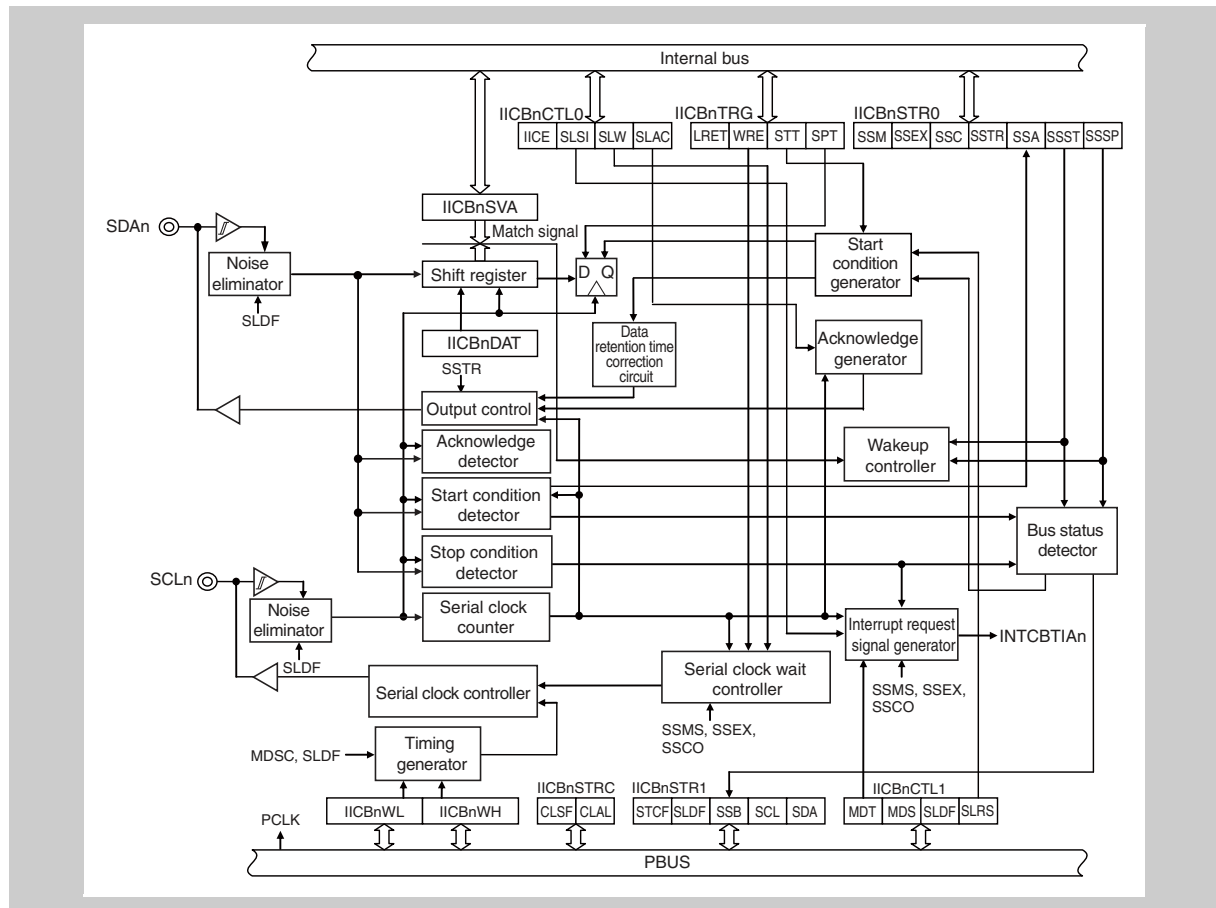 Internal bus
IICBnCTL0
IICE SLSI SLW SLAC
IICBnTRG
LRET WRE STT SPT
IICBnSTR0
SSM SSEX SSC SSTR SSA SSST SSSP
SDAn
Noise
eliminator
SLDF
IICBnSVA
Match signal
Shift register
D Q
IICBnDAT
SSTR
Output control
Data
retention time
correction
circuit
Start
condition
generator
Acknowledge
generator
Acknowledge
detector
Wakeup
controller
Start condition
detector
Bus status
detector
Stop condition
detector
SCLn
Noise
eliminator
SLDF
Serial clock
counter
Interrupt request
signal generator
INTCBTIAn
SSMS, SSEX,
SSCO
Serial clock controller
Serial clock wait
controller
SSMS, SSEX,
SSCO
MDSC, SLDF
Timing
generator
IICBnWL IICBnWH
IICBnSTRC
CLSF CLAL
IICBnSTR1
STCF SLDF SSB SCL SDA
IICBnCTL1
MDT MDS SLDF SLRS
PCLK
PBUS